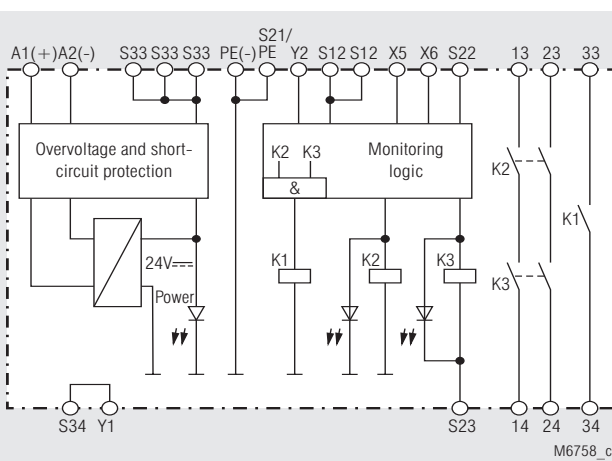 S21/
A1(+) A2(-) S33 S33 S33 PE(-) PE Y2 S12 S12 X5 X6 S22 13 23 33
Overvoltage and short-
circuit protection
K2 K3
Monitoring
logic
&
K2
K1
24V
K1
K2
K3
K3
Power
S34 Y1
S23 14 24 34
M6758_c